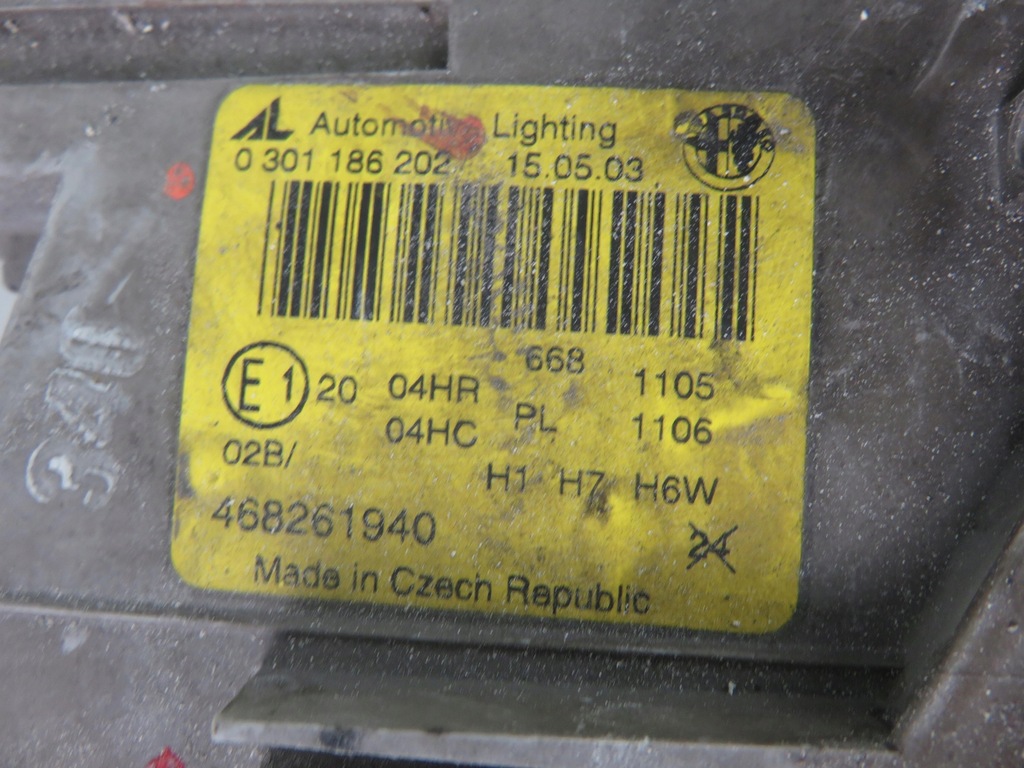 AL Automotive Lighting
0 301 186 202 15.05.03
668
E1 20 04HR 1105
04HC PL 1106
02B/
H1 H7 H6W
468261940
24
Made in Czech Republic